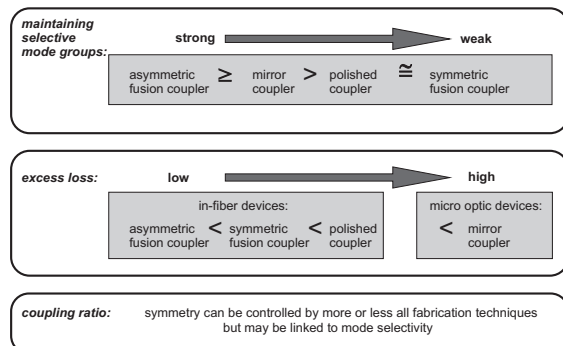 maintaining
selective
mode groups:
strong weak
asymmetric
fusion coupler
≥
mirror
coupler
>
polished
coupler
≅
symmetric
fusion coupler
excess loss: low high
in-fiber devices:
asymmetric
fusion coupler
<
symmetric
fusion coupler
<
polished
coupler
micro optic devices:
<
mirror
coupler
coupling ratio: symmetry can be controlled by more or less all fabrication techniques
but may be linked to mode selectivity